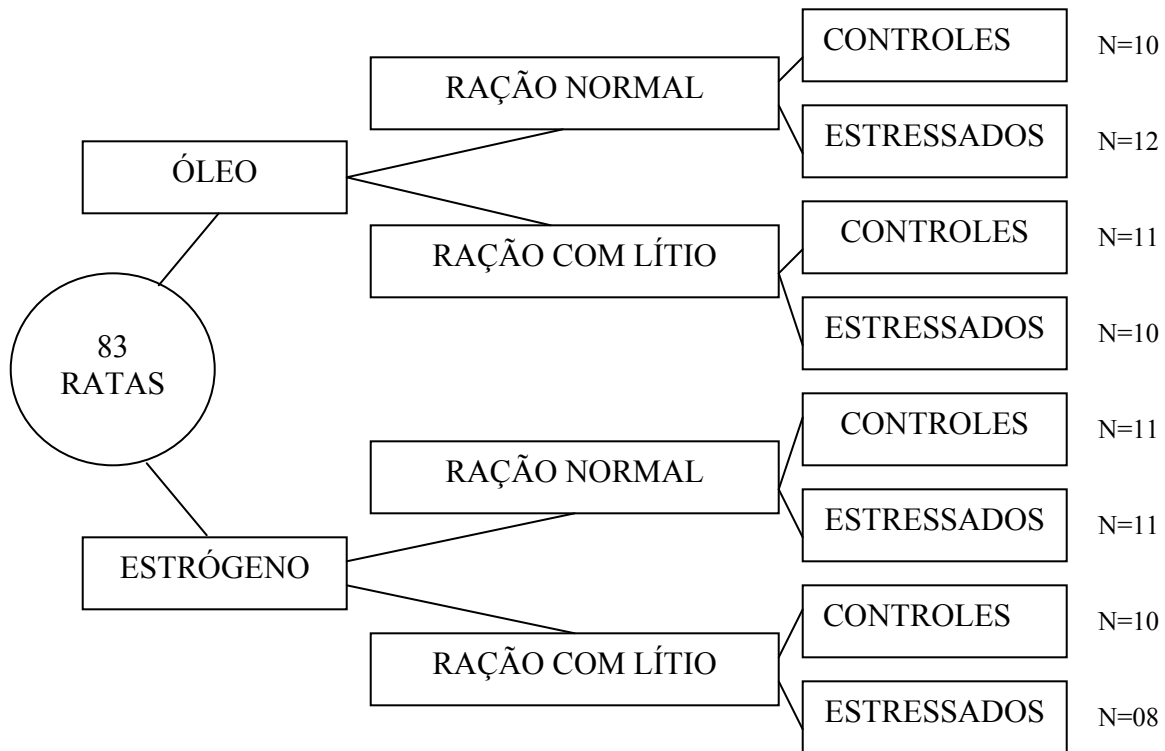 CONTROLES N=10
RAÇÃO NORMAL
ESTRESSADOS N=12
ÓLEO
CONTROLES N=11
RAÇÃO COM LÍTIO
ESTRESSADOS N=10
83
RATAS
CONTROLES N=11
RAÇÃO NORMAL
ESTRESSADOS N=11
ESTRÓGENO
CONTROLES N=10
RAÇÃO COM LÍTIO
ESTRESSADOS N=08